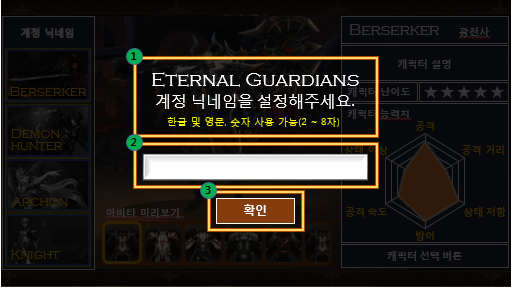 계정 닉네임
BERSERKER
DEMON
HUNTER
ARCHON
KNIGHT
1
ETERNAL GUARDIANS
계정 닉네임을 설정해주세요.
한글 및 영문, 숫자 사용 가능(2 ~ 8자)
2
3
확인
아바타 미리보기
BERSERKER 광전사
캐릭터 설명
캐릭터 난이도 ★★★★★
캐릭터 능력치
공격
대상 이상
공격 거리
공격 속도
상태 저항
방어
캐릭터 선택 버튼